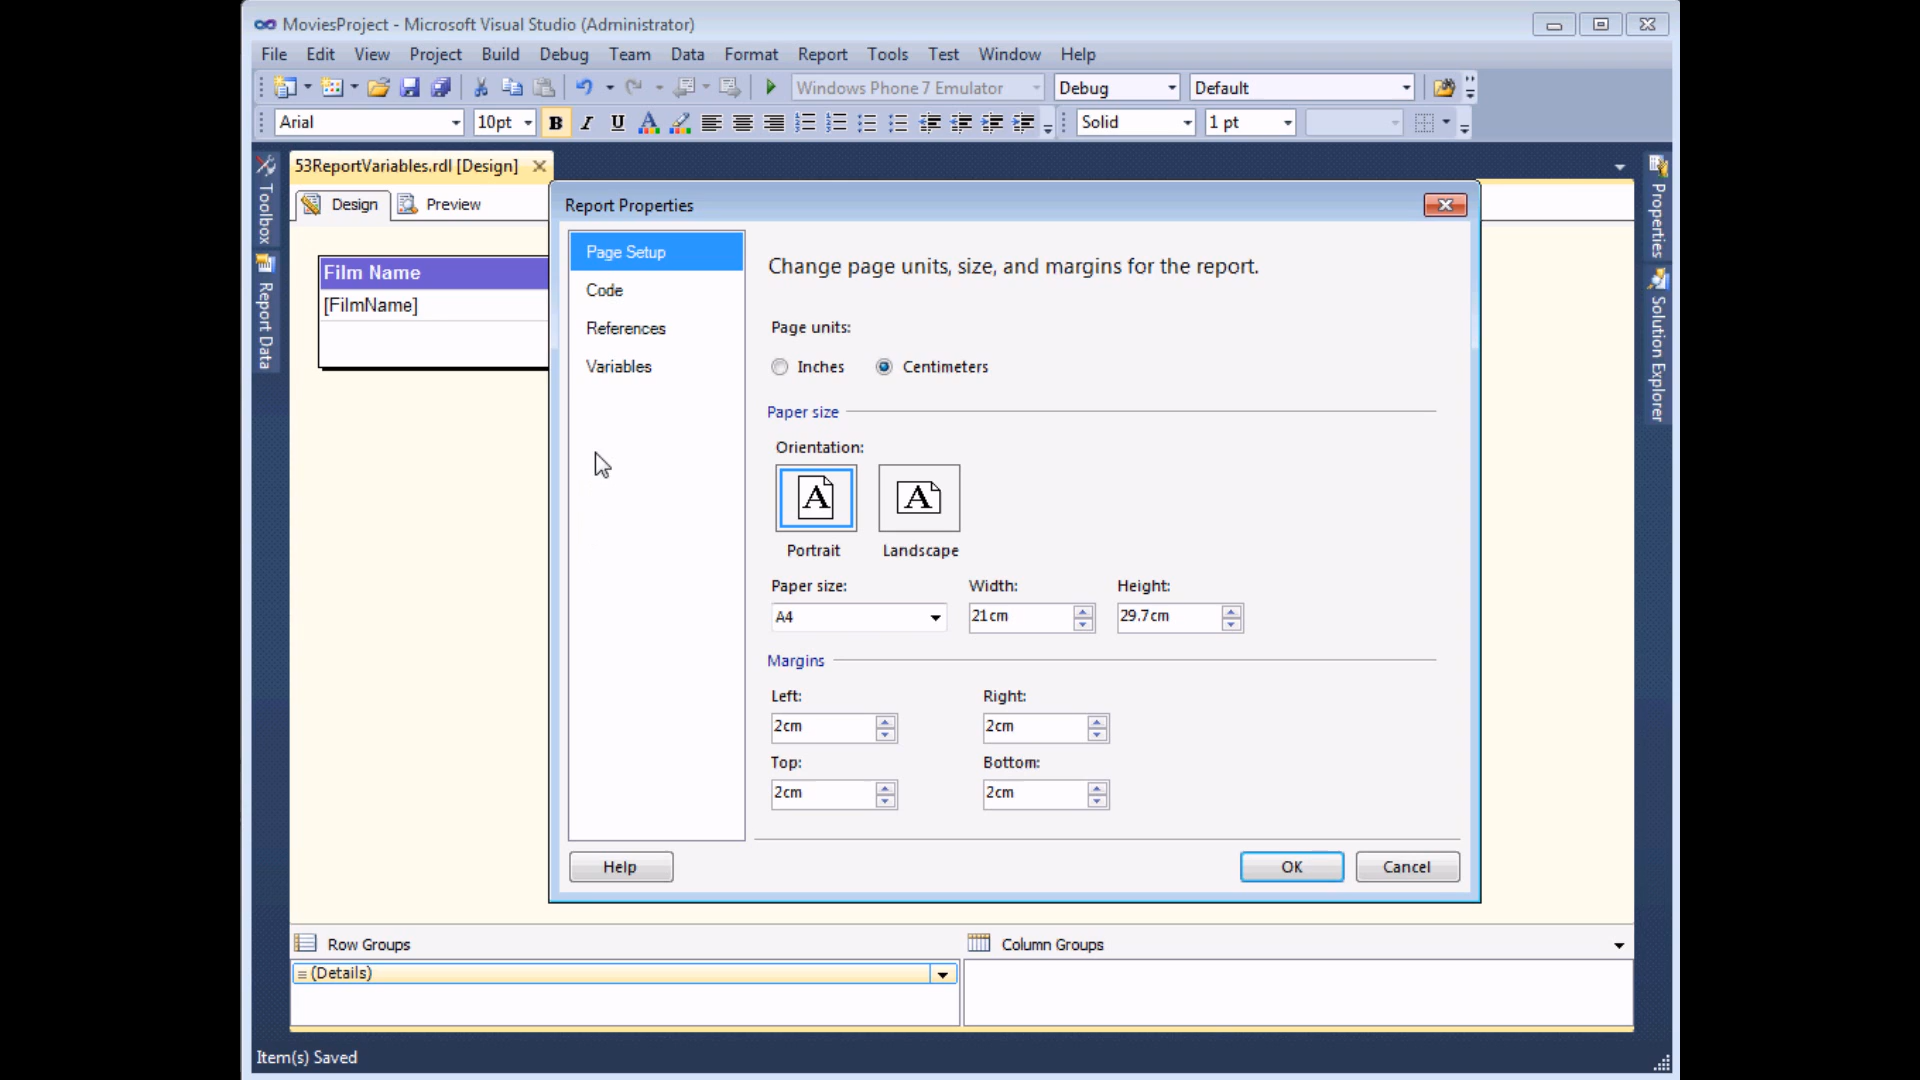 MoviesProject - Microsoft Visual Studio (Administrator)
File Edit View Project Build Debug Team Data Format Report Tools Test Window Help
Windows Phone 7 Emulator Debug Default
Arial 10pt B I U A Solid 1 pt
53ReportVariables.rdl [Design]
Design Preview
Toolbox
Report Data
Properties
Solution Explorer
Film Name
[FilmName]
Report Properties
Page Setup
Code
References
Variables
Change page units, size, and margins for the report.
Page units:
Inches Centimeters
Paper size
Orientation:
A A
Portrait Landscape
Paper size: Width: Height:
A4 21cm 29.7cm
Margins
Left: Right:
2cm 2cm
Top: Bottom:
2cm 2cm
Help OK Cancel
Row Groups Column Groups
(Details)
Item(s) Saved